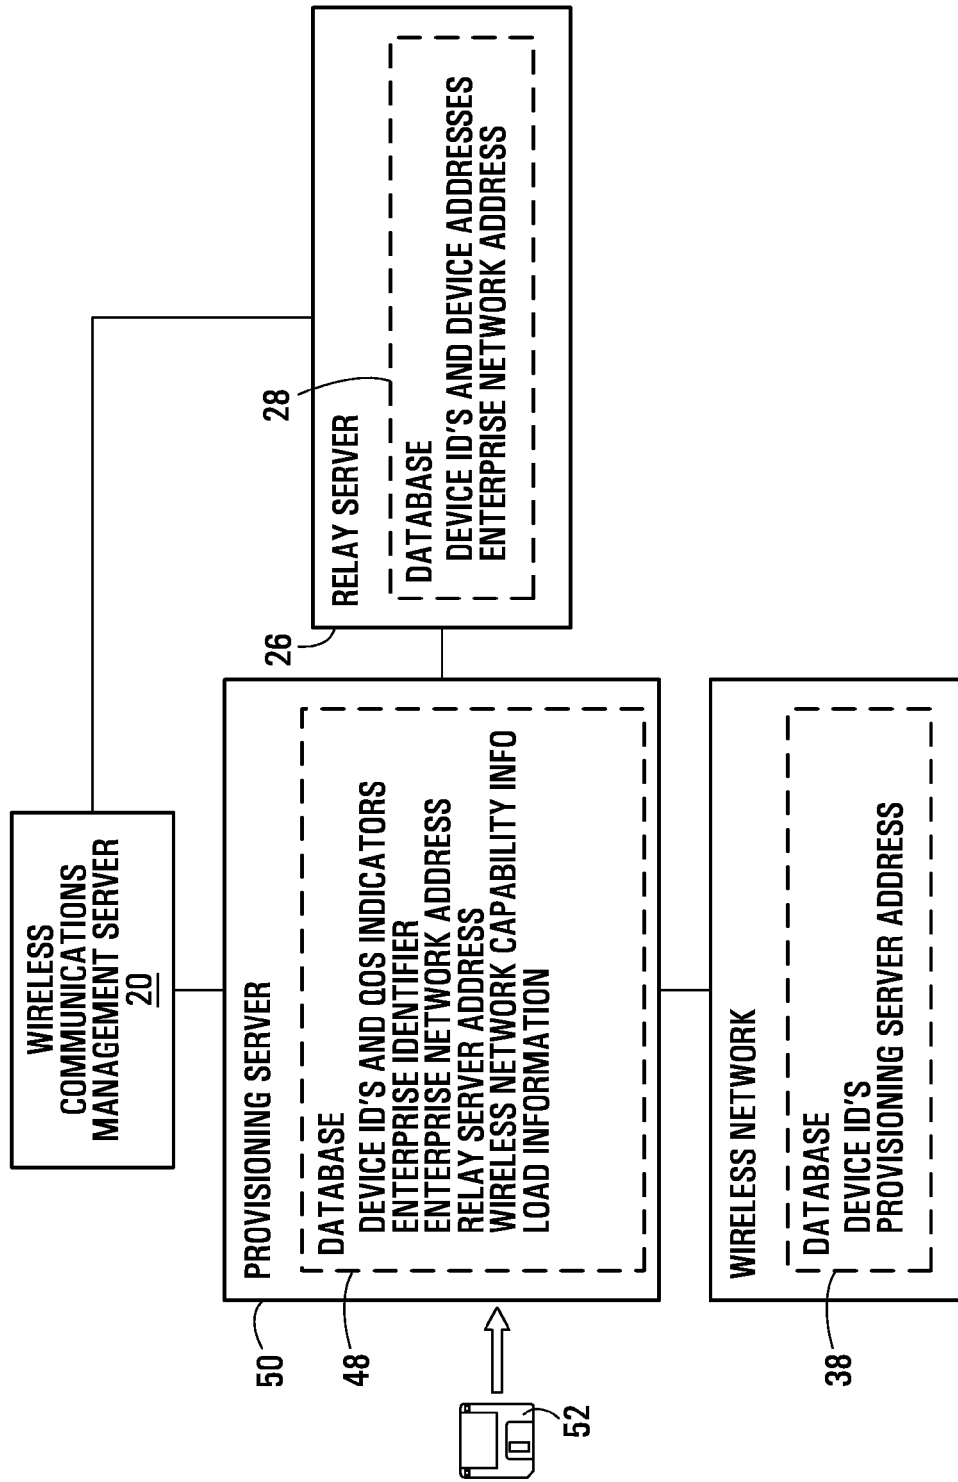 WIRELESS
COMMUNICATIONS
MANAGEMENT SERVER
20
PROVISIONING SERVER
50
DATABASE
DEVICE ID'S AND QOS INDICATORS
ENTERPRISE IDENTIFIER
ENTERPRISE NETWORK ADDRESS
RELAY SERVER ADDRESS
WIRELESS NETWORK CAPABILITY INFO
LOAD INFORMATION
48
52
26
RELAY SERVER
28
DATABASE
DEVICE ID'S AND DEVICE ADDRESSES
ENTERPRISE NETWORK ADDRESS
WIRELESS NETWORK
DATABASE
DEVICE ID'S
PROVISIONING SERVER ADDRESS
38